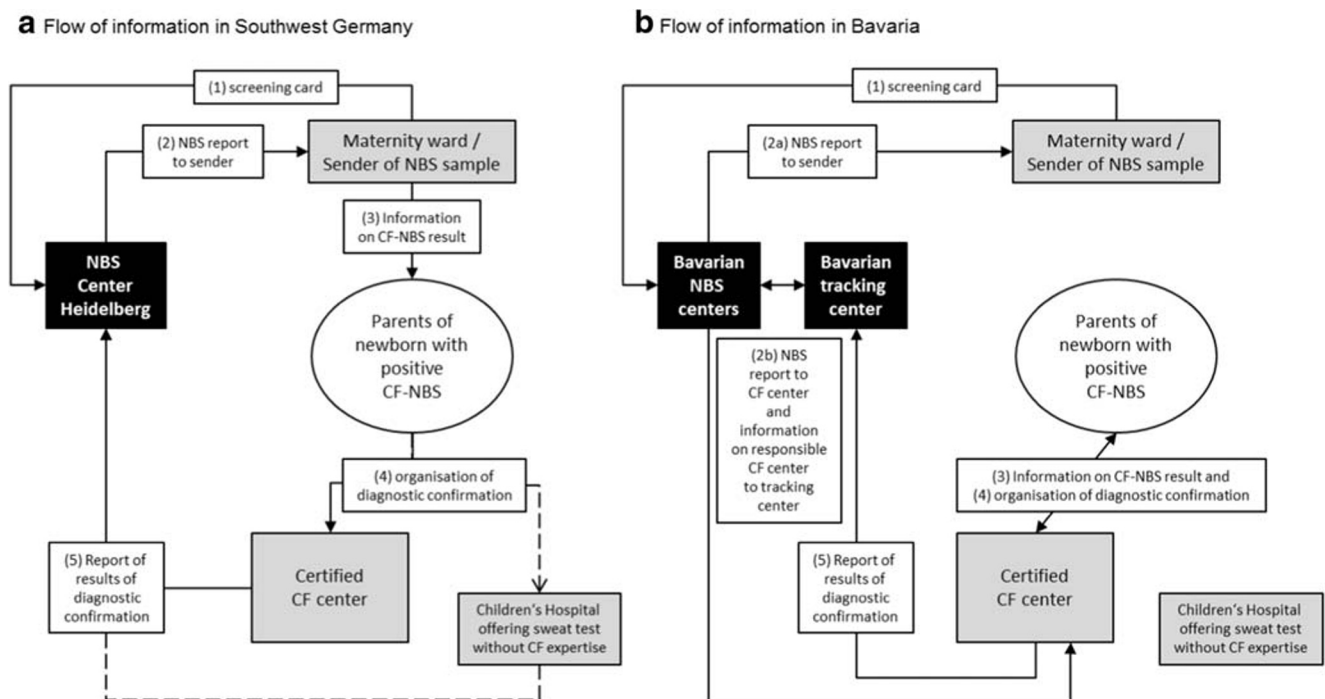 a Flow of information in Southwest Germany
(1) screening card
(2) NBS report
to sender
Maternity ward /
Sender of NBS sample
(3) Information
on CF-NBS result
NBS
Center
Heidelberg
Parents of
newborn with
positive
CF-NBS
(4) organisation of
diagnostic confirmation
(5) Report of
results of
diagnostic
confirmation
Certified
CF center
Children's Hospital
offering sweat test
without CF expertise
b Flow of information in Bavaria
(1) screening card
(2a) NBS report
to sender
Maternity ward /
Sender of NBS sample
Bavarian
NBS
centers
Bavarian
tracking
center
(2b) NBS
report to
CF center
and
information
on responsible
CF center
to tracking
center
Parents of
newborn with
positive
CF-NBS
(3) Information on CF-NBS result and
(4) organisation of diagnostic confirmation
(5) Report of
results of
diagnostic
confirmation
Certified
CF center
Children's Hospital
offering sweat test
without CF expertise